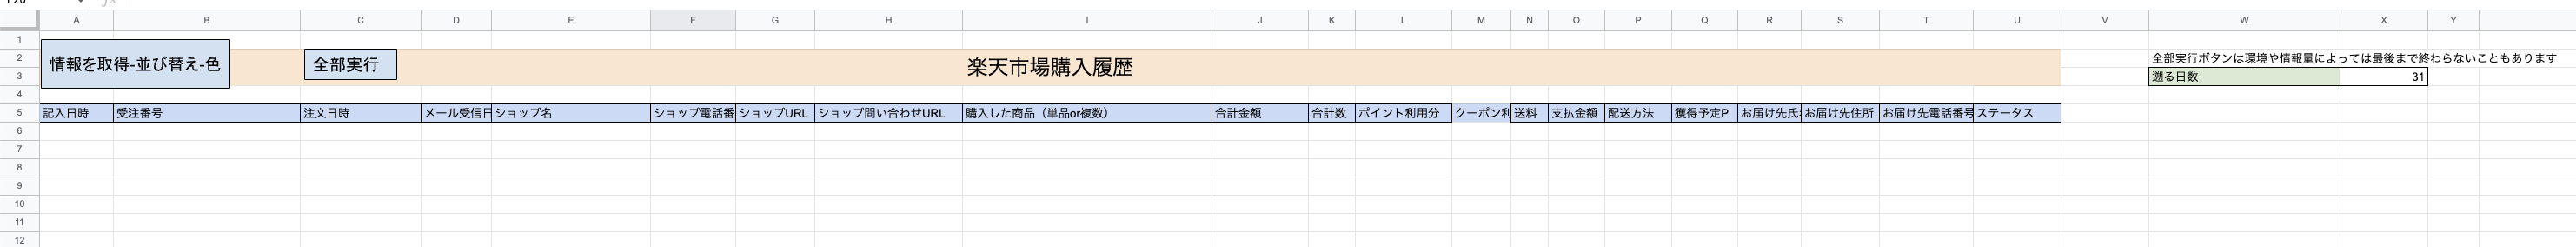 A B C D E F G H I J K L M N O P Q R S T U V W X Y
1
2 情報を取得-並び替え-色 全部実行 楽天市場購入履歴 全部実行ボタンは環境や情報量によっては最後まで終わらないこともあります
3 遡る日数 31
4
5 記入日時 受注番号 注文日時 メール受信日 ショップ名 ショップ電話番 ショップURL ショップ問い合わせURL 購入した商品（単品or複数） 合計金額 合計数 ポイント利用分 クーポン利 送料 支払金額 配送方法 獲得予定P お届け先氏 お届け先住所 お届け先電話番号 ステータス
6
7
8
9
10
11
12